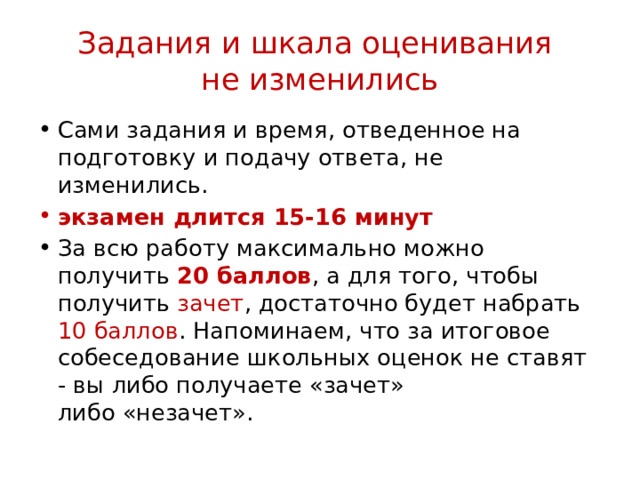 Задания и шкала оценивания
не изменились
• Сами задания и время, отведенное на
подготовку и подачу ответа, не
изменились.
• экзамен длится 15-16 минут
• За всю работу максимально можно
получить 20 баллов, а для того, чтобы
получить зачет, достаточно будет набрать
10 баллов. Напоминаем, что за итоговое
собеседование школьных оценок не ставят
- вы либо получаете «зачет»
либо «незачет».